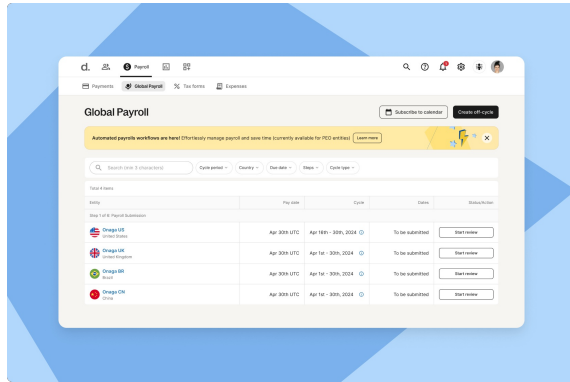 d.
Payroll
Payments
Global Payroll
Tax forms
Expenses
Global Payroll
Subscribe to calendar
Create off-cycle
Automated payrolls workflows are here! Effortlessly manage payroll and save time (currently available for PEO entities)
Learn more
Search (min 3 characters)
Cycle period
Country
Due date
Steps
Cycle type
Total 4 items
Entity Pay date Cycle Dates Status/Action
Step 1 of 6: Payroll Submission
Onaga US
United States
Apr 30th UTC Apr 16th - 30th, 2024 To be submitted Start review
Onaga UK
United Kingdom
Apr 30th UTC Apr 1st - 30th, 2024 To be submitted Start review
Onaga BR
Brazil
Apr 30th UTC Apr 1st - 30th, 2024 To be submitted Start review
Onaga CN
China
Apr 30th UTC Apr 1st - 30th, 2024 To be submitted Start review